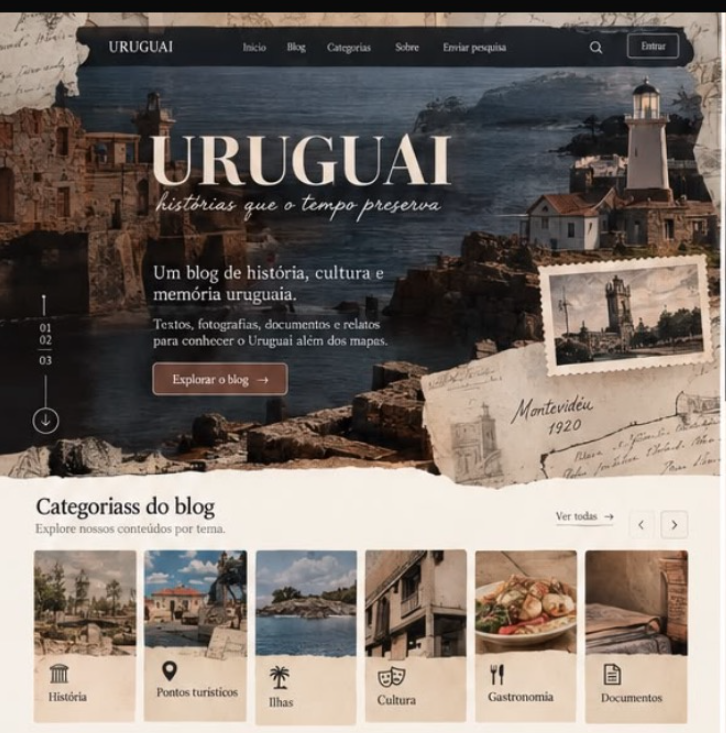 URUGUAI
Início
Blog
Categorias
Sobre
Enviar pesquisa
Entrar
URUGUAI
histórias que o tempo preserva
Um blog de história, cultura e
memória uruguaia.
Textos, fotografias, documentos e relatos
para conhecer o Uruguai além dos mapas.
01
02
03
Explorar o blog →
Montevidéu
1920
Categoriass do blog
Explore nossos conteúdos por tema.
Ver todas →
História
Pontos turísticos
Ilhas
Cultura
Gastronomia
Documentos